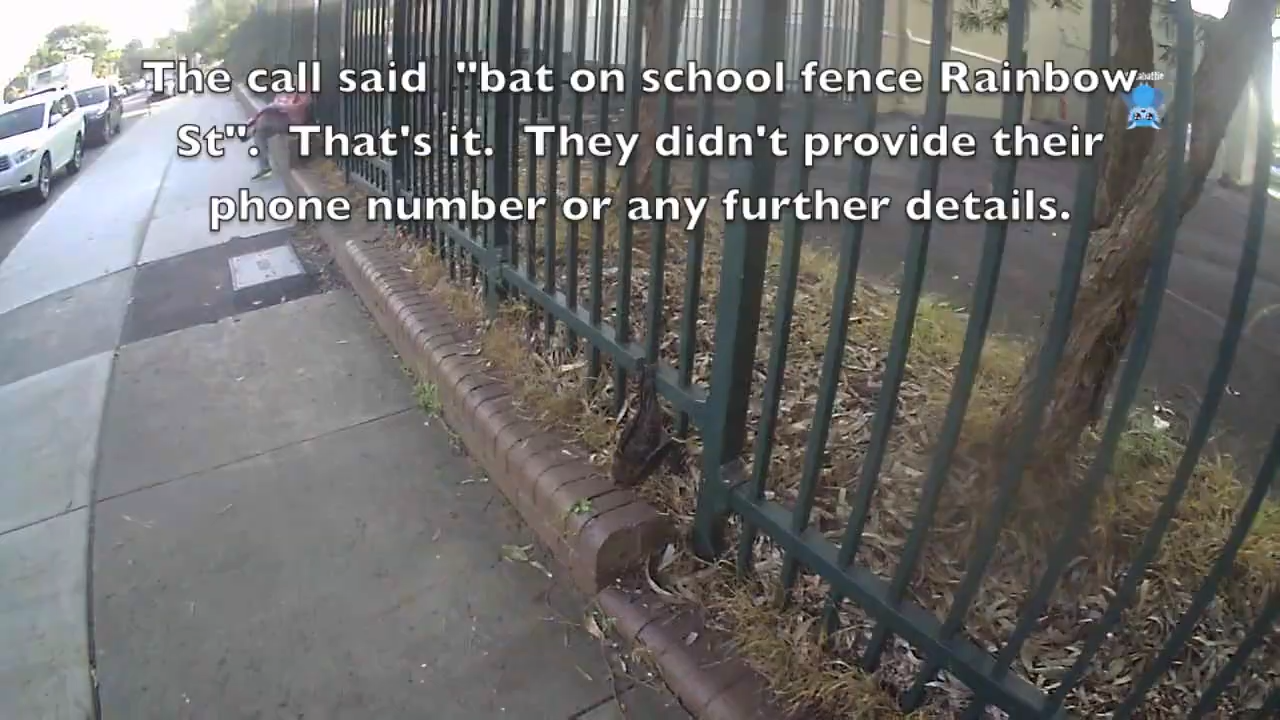 The call said "bat on school fence Rainbow
St". That's it. They didn't provide their
phone number or any further details.